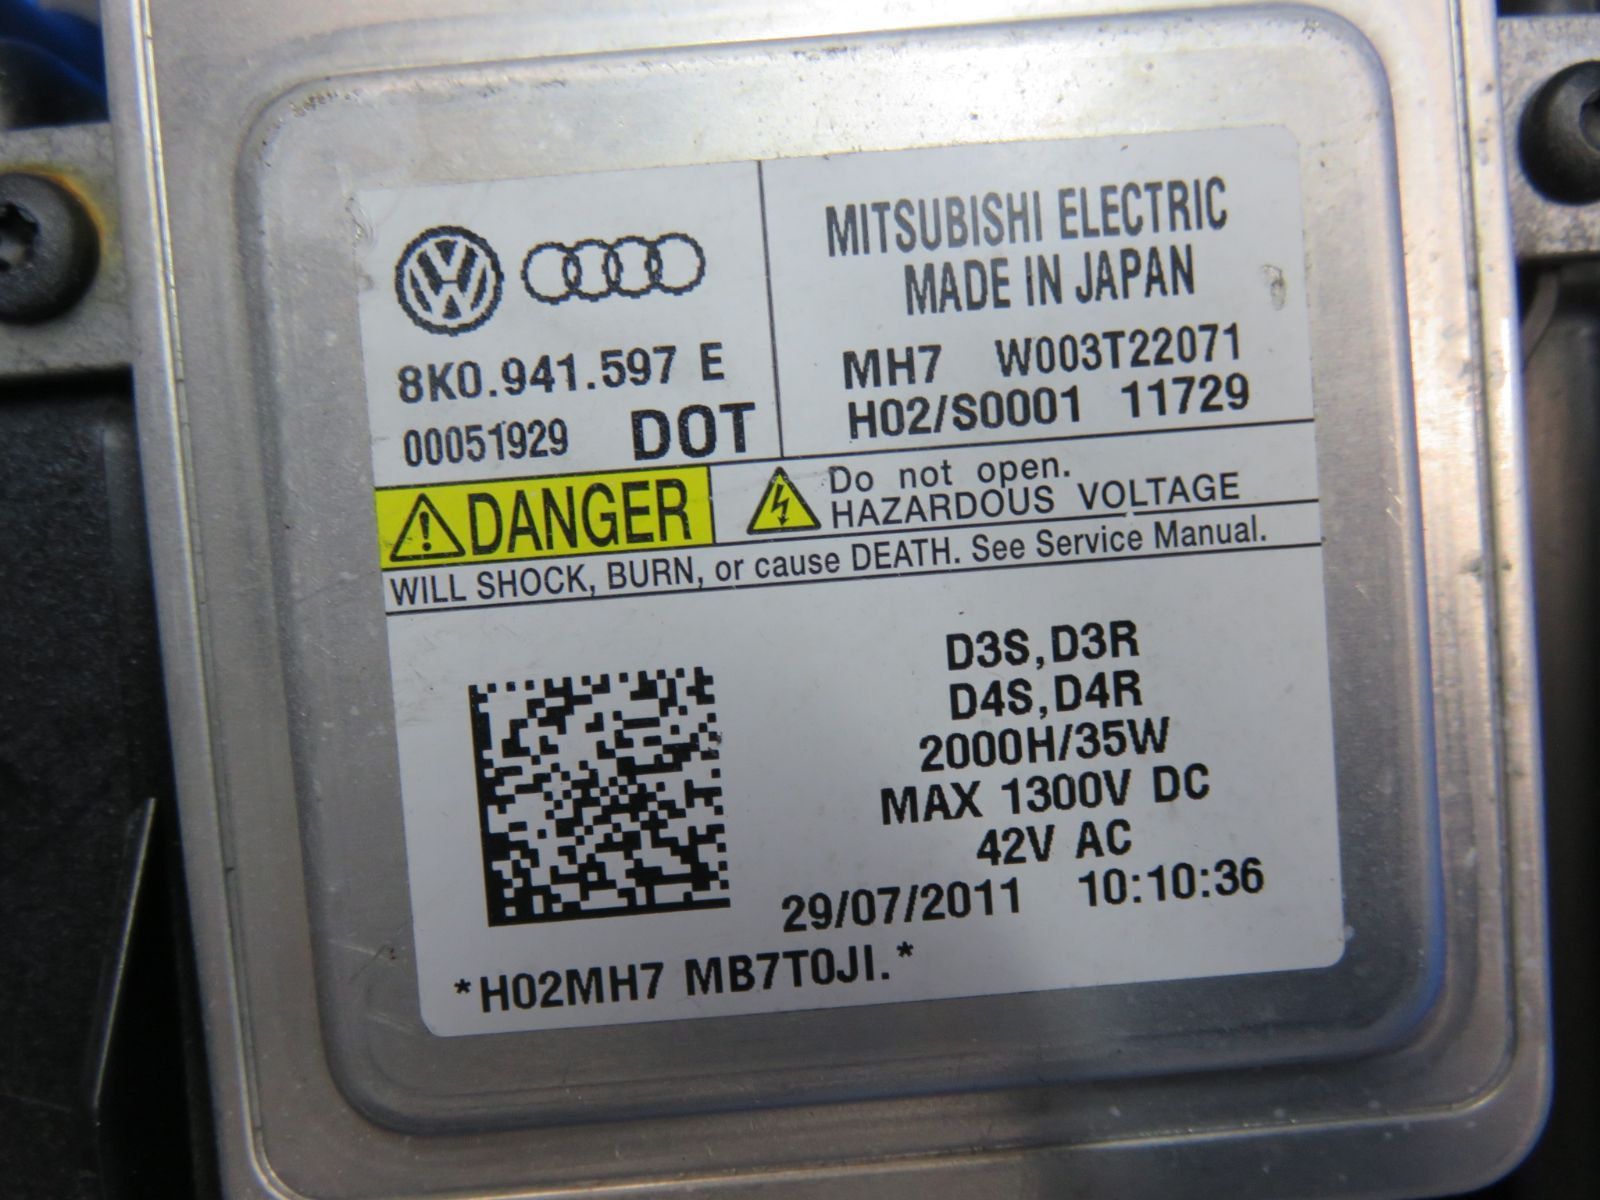 8K0.941.597 E
00051929 DOT
MITSUBISHI ELECTRIC
MADE IN JAPAN
MH7 W003T22071
H02/S0001 11729
DANGER
Do not open.
HAZARDOUS VOLTAGE
WILL SHOCK, BURN, or cause DEATH. See Service Manual.
D3S,D3R
D4S,D4R
2000H/35W
MAX 1300V DC
42V AC
29/07/2011 10:10:36
*H02MH7 MB7T0JI.*